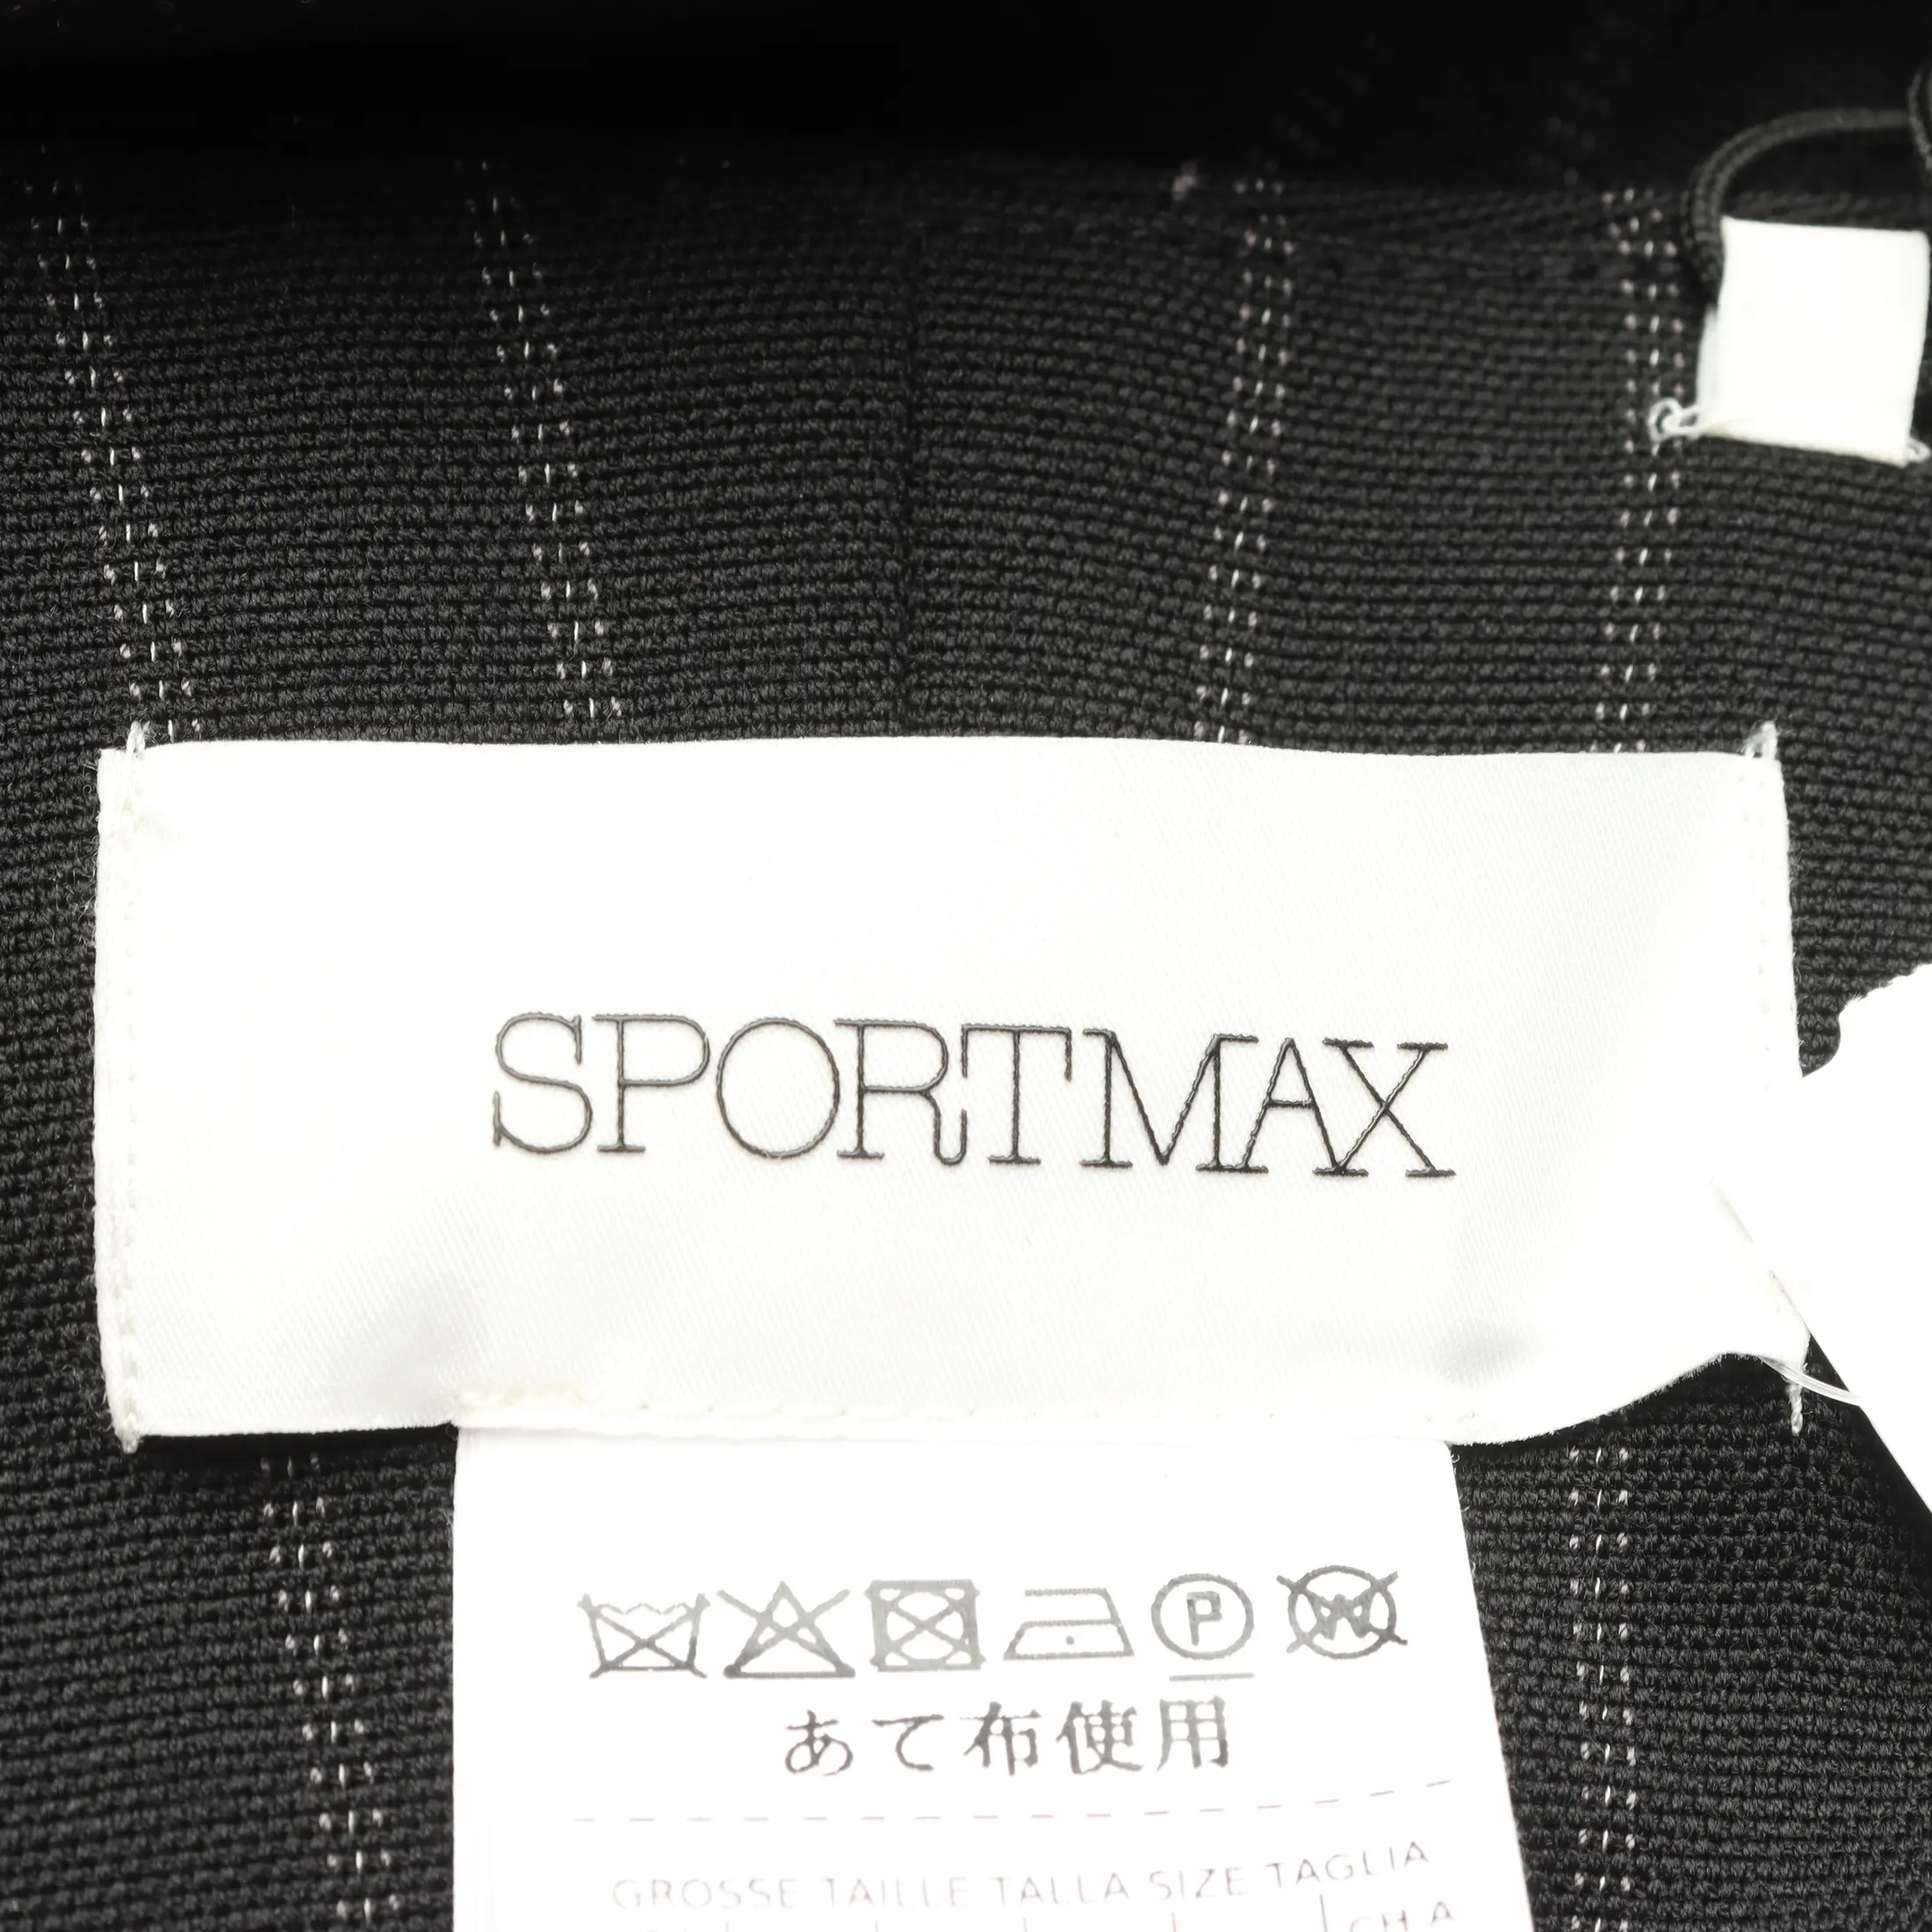 SPORTMAX
P W
あて布使用
GROSSE TAILLE TALLA SIZE TAGLIA